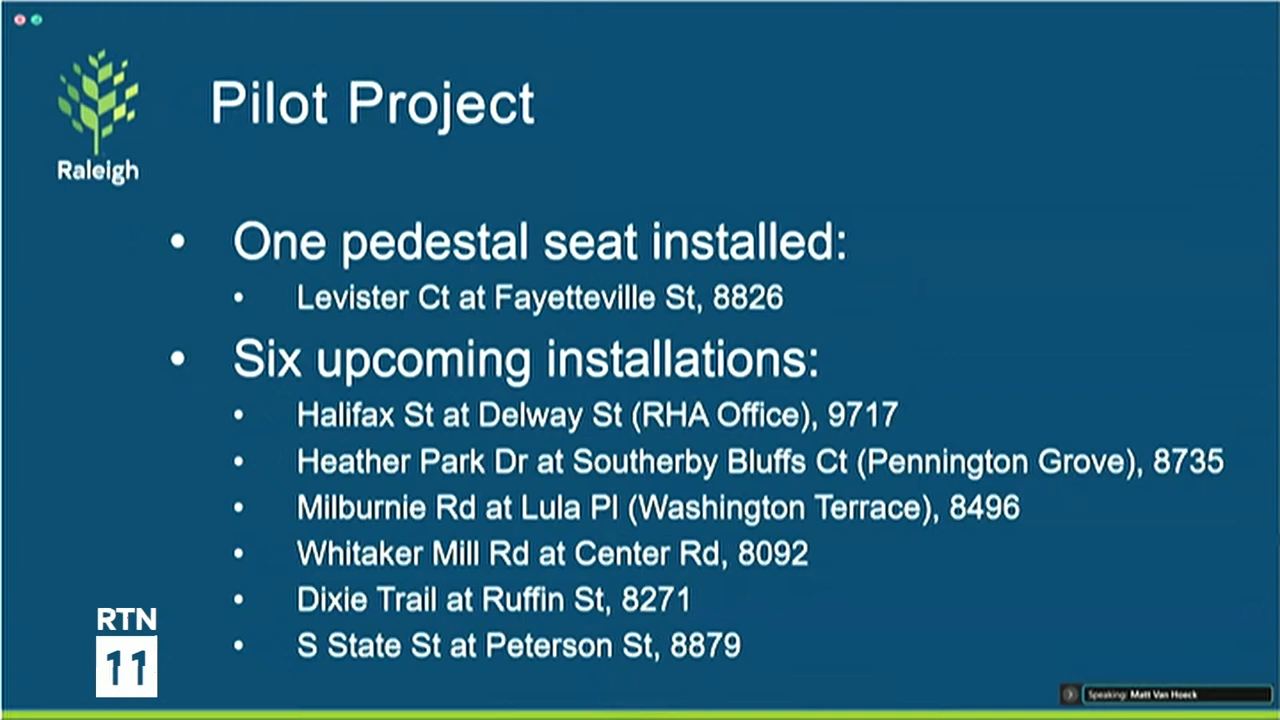 Raleigh
Pilot Project
• One pedestal seat installed:
• Levister Ct at Fayetteville St, 8826
• Six upcoming installations:
• Halifax St at Delway St (RHA Office), 9717
• Heather Park Dr at Southerby Bluffs Ct (Pennington Grove), 8735
• Milburnie Rd at Lula Pl (Washington Terrace), 8496
• Whitaker Mill Rd at Center Rd, 8092
• Dixie Trail at Ruffin St, 8271
• S State St at Peterson St, 8879
RTN
11
Speaking: Matt Van Hoeck